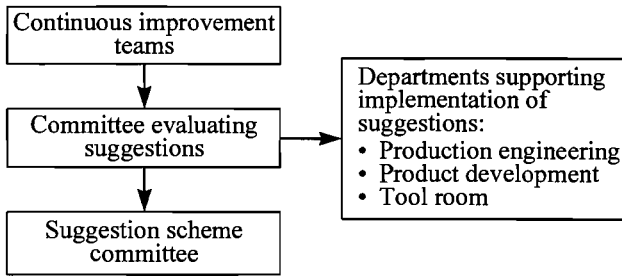 Continuous improvement
teams
Committee evaluating
suggestions
Suggestion scheme
committee
Departments supporting
implementation of
suggestions:
• Production engineering
• Product development
• Tool room